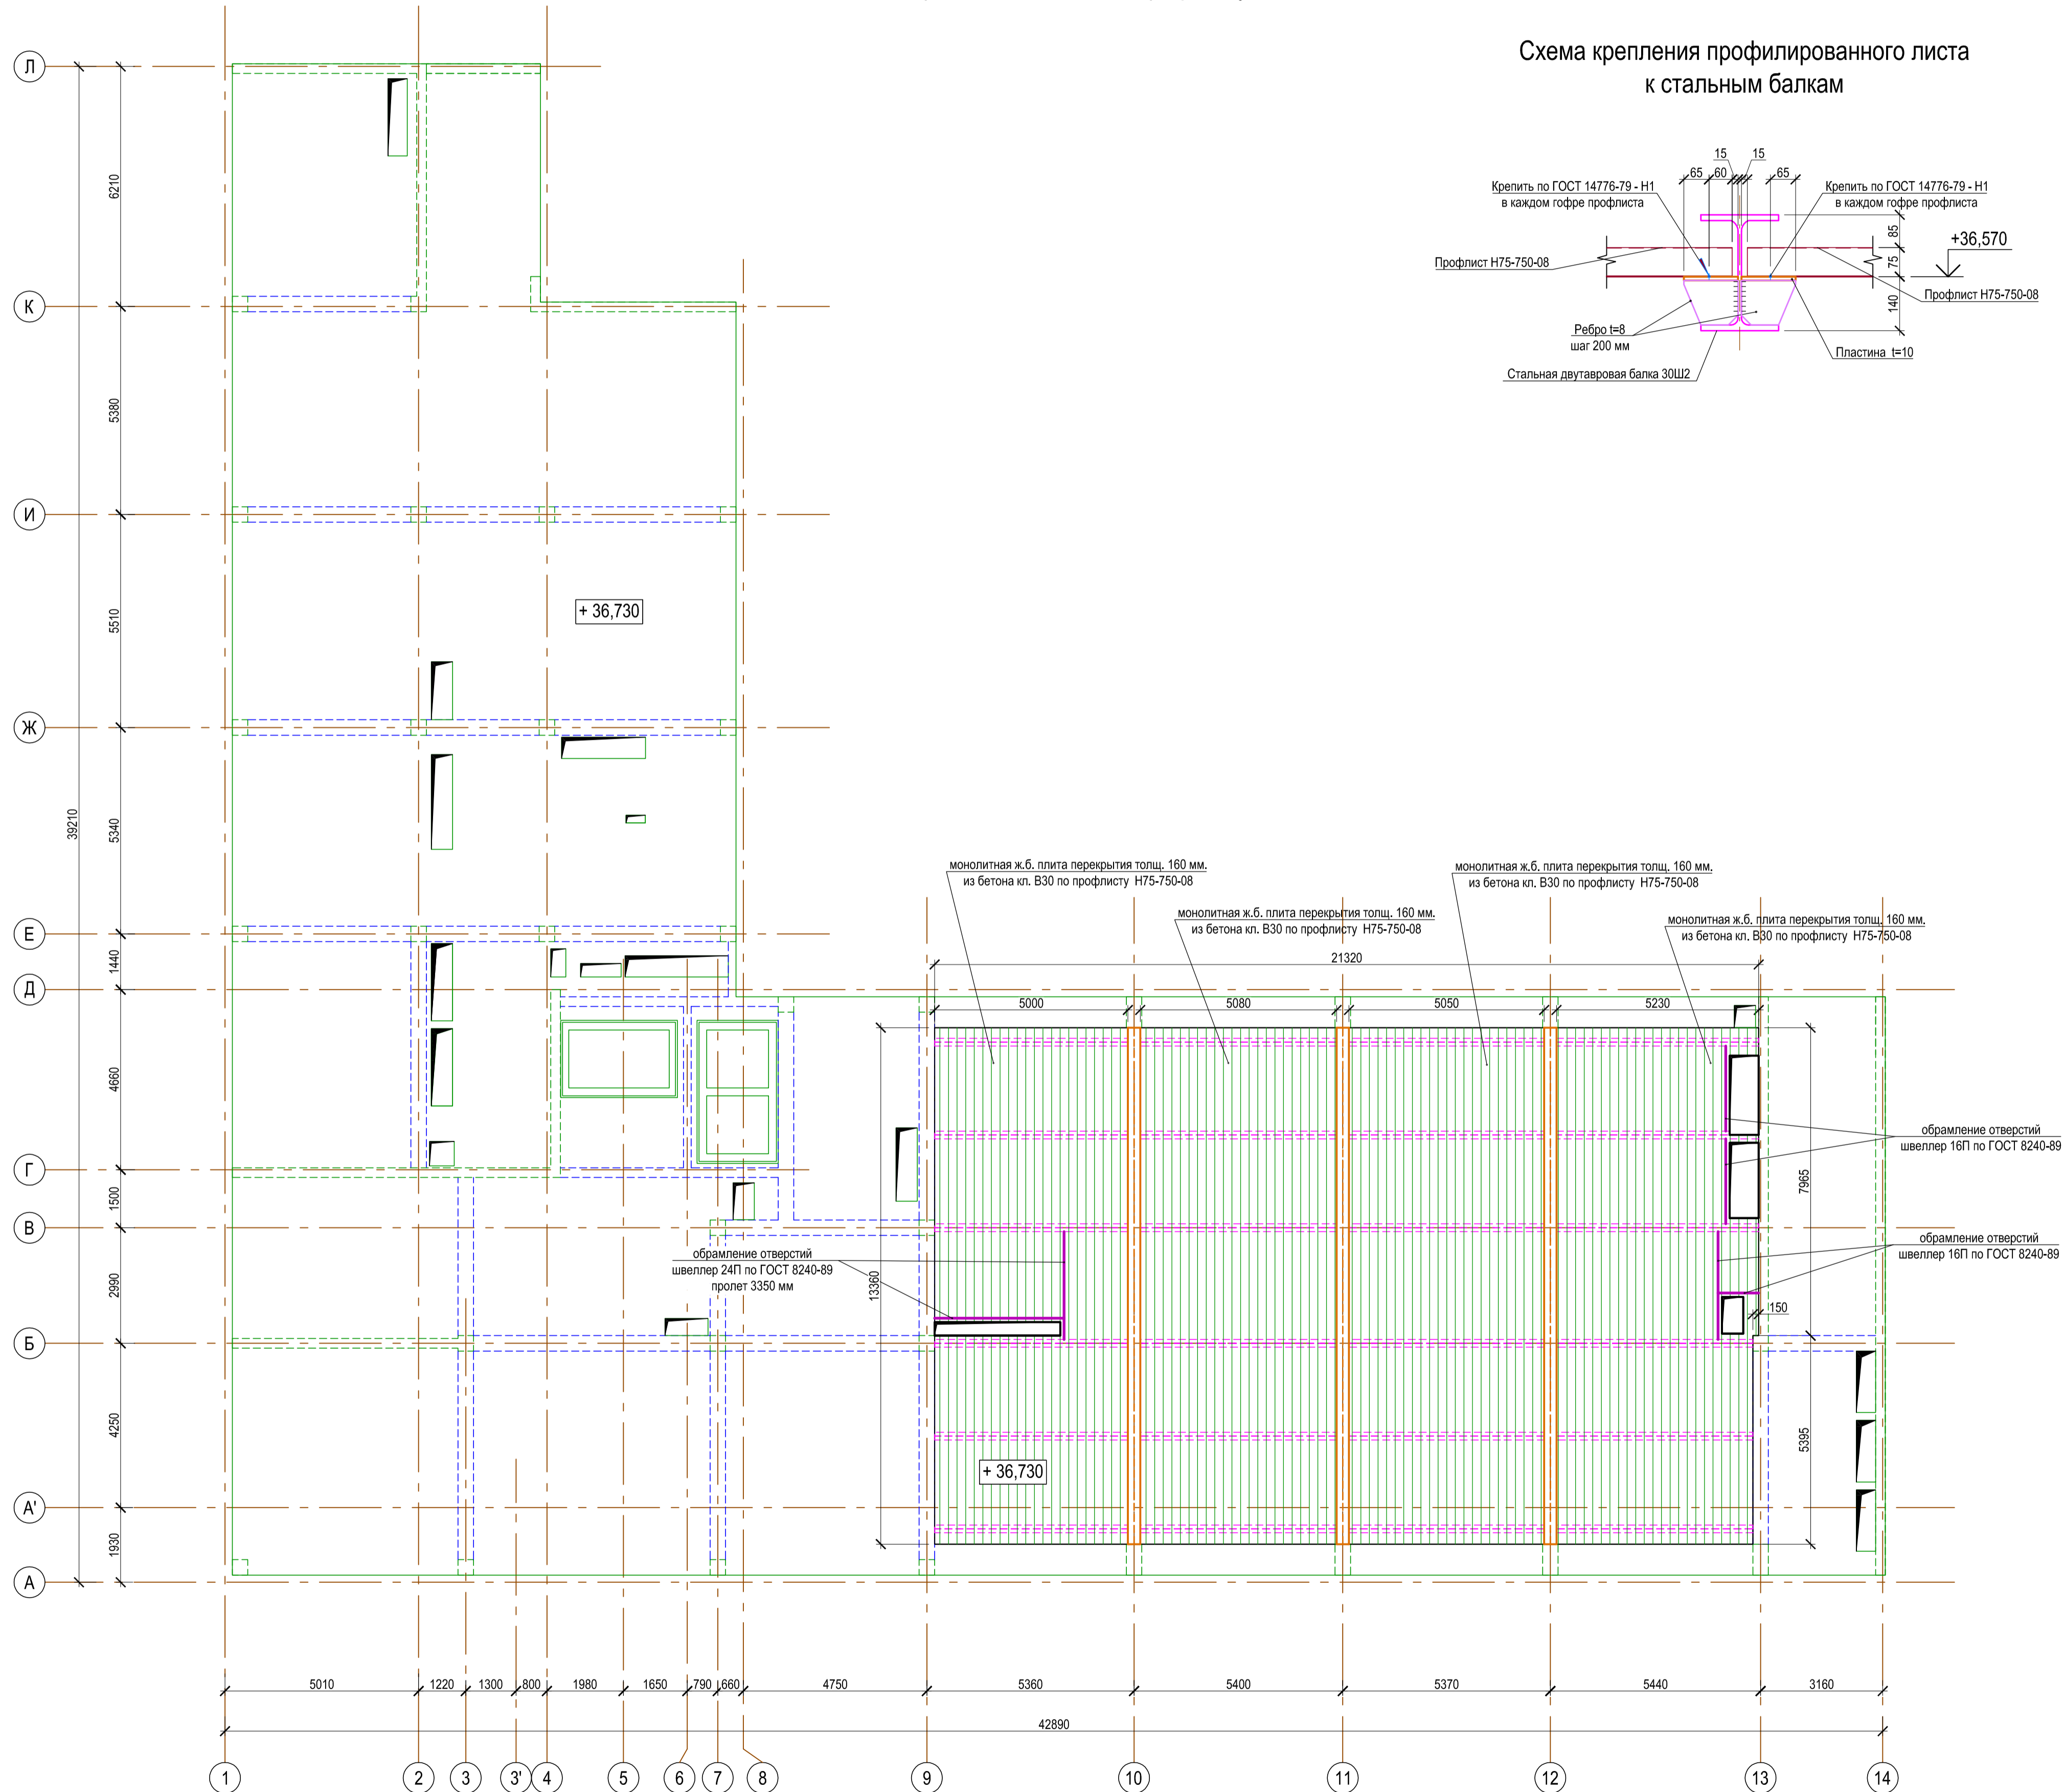 Схема крепления профилированного листа
к стальным балкам
15
15
65
60
65
Крепить по ГОСТ 14776-79 - Н1
в каждом гофре профлиста
Крепить по ГОСТ 14776-79 - Н1
в каждом гофре профлиста
85
75
140
+36,570
Профлист Н75-750-08
Профлист Н75-750-08
Ребро t=8
шаг 200 мм
Пластина t=10
Стальная двутавровая балка 30Ш2
Л
К
И
Ж
Е
Д
Г
В
Б
А'
А
39210
6210
5380
5510
5340
1440
4660
1500
2990
4250
1930
+ 36,730
монолитная ж.б. плита перекрытия толщ. 160 мм.
из бетона кл. В30 по профлисту Н75-750-08
монолитная ж.б. плита перекрытия толщ. 160 мм.
из бетона кл. В30 по профлисту Н75-750-08
монолитная ж.б. плита перекрытия толщ. 160 мм.
из бетона кл. В30 по профлисту Н75-750-08
монолитная ж.б. плита перекрытия толщ. 160 мм.
из бетона кл. В30 по профлисту Н75-750-08
21320
5000
5080
5050
5230
обрамление отверстий
швеллер 16П по ГОСТ 8240-89
7965
обрамление отверстий
швеллер 16П по ГОСТ 8240-89
обрамление отверстий
швеллер 24П по ГОСТ 8240-89
пролет 3350 мм
13360
150
5395
+ 36,730
5010
1220
1300
800
1980
1650
790
660
4750
5360
5400
5370
5440
3160
42890
1
2
3
3'
4
5
6
7
8
9
10
11
12
13
14